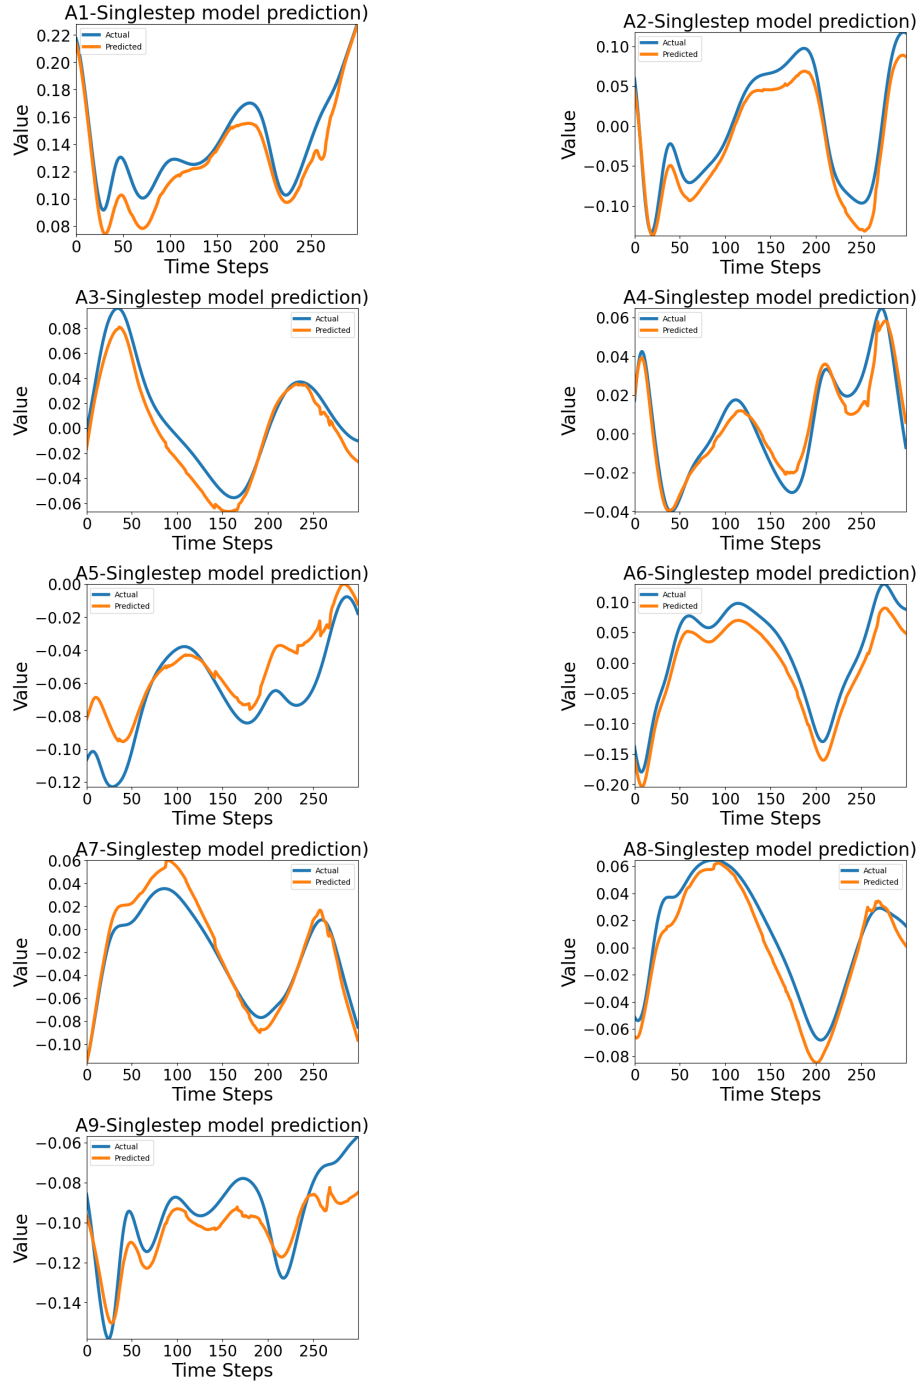 A1-Singlestep model prediction)
Actual
Predicted
0.22
0.20
0.18
0.16
0.14
0.12
0.10
0.08
Value
0 50 100 150 200 250
Time Steps
A2-Singlestep model prediction)
Actual
Predicted
0.10
0.05
0.00
−0.05
−0.10
Value
0 50 100 150 200 250
Time Steps
A3-Singlestep model prediction)
Actual
Predicted
0.08
0.06
0.04
0.02
0.00
−0.02
−0.04
−0.06
Value
0 50 100 150 200 250
Time Steps
A4-Singlestep model prediction)
Actual
Predicted
0.06
0.04
0.02
0.00
−0.02
−0.04
Value
0 50 100 150 200 250
Time Steps
A5-Singlestep model prediction)
Actual
Predicted
0.00
−0.02
−0.04
−0.06
−0.08
−0.10
−0.12
Value
0 50 100 150 200 250
Time Steps
A6-Singlestep model prediction)
Actual
Predicted
0.10
0.05
0.00
−0.05
−0.10
−0.15
−0.20
Value
0 50 100 150 200 250
Time Steps
A7-Singlestep model prediction)
Actual
Predicted
0.06
0.04
0.02
0.00
−0.02
−0.04
−0.06
−0.08
−0.10
Value
0 50 100 150 200 250
Time Steps
A8-Singlestep model prediction)
Actual
Predicted
0.06
0.04
0.02
0.00
−0.02
−0.04
−0.06
−0.08
Value
0 50 100 150 200 250
Time Steps
A9-Singlestep model prediction)
Actual
Predicted
−0.06
−0.08
−0.10
−0.12
−0.14
Value
0 50 100 150 200 250
Time Steps